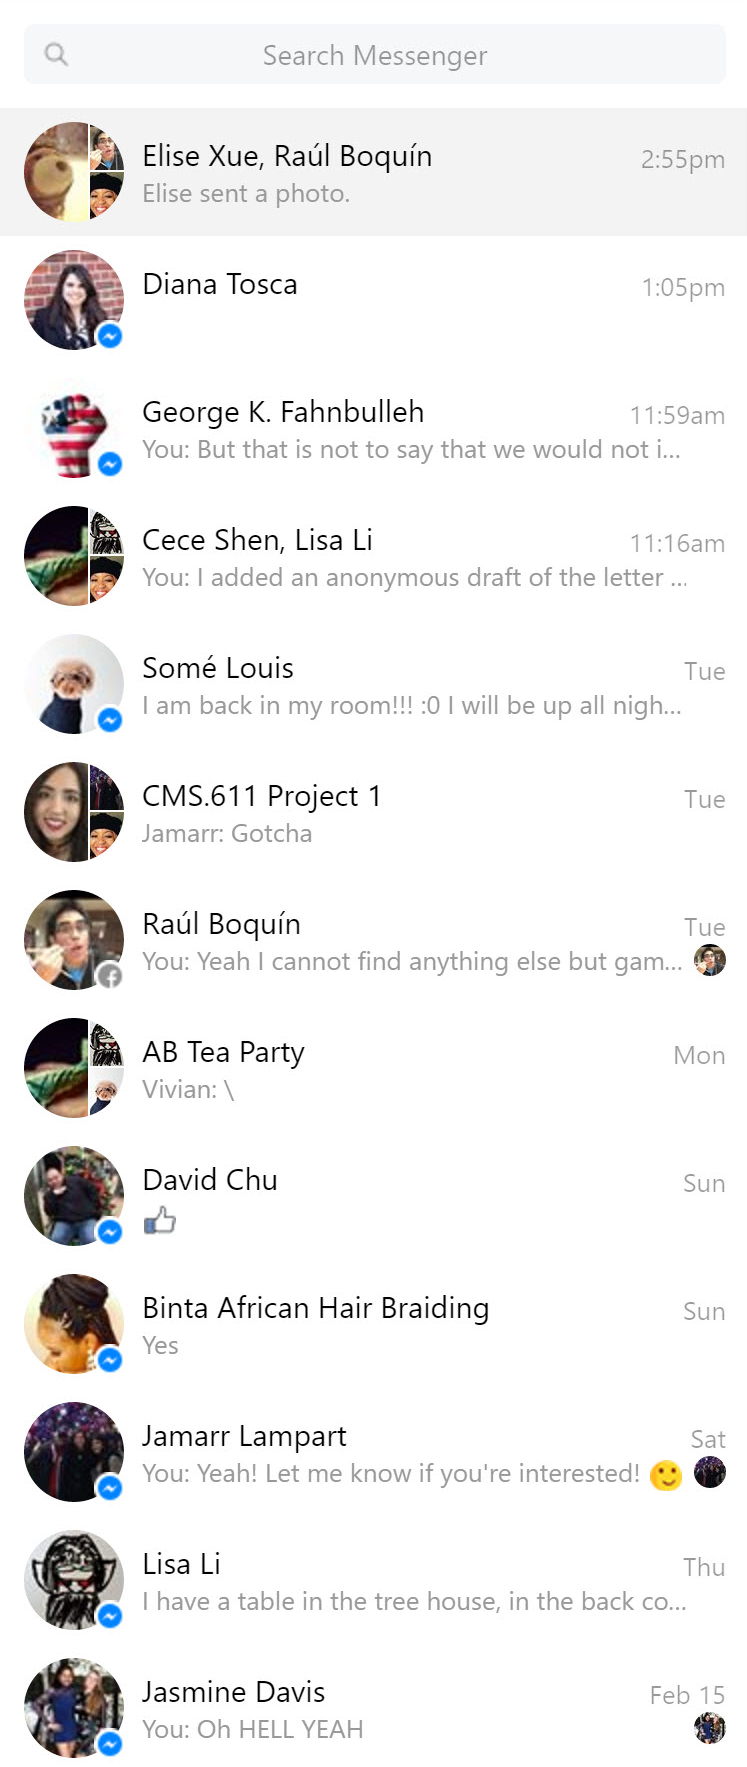 Search Messenger
Elise Xue, Raúl Boquín 2:55pm
Elise sent a photo.
Diana Tosca 1:05pm
George K. Fahnbulleh 11:59am
You: But that is not to say that we would not i...
Cece Shen, Lisa Li 11:16am
You: I added an anonymous draft of the letter ...
Somé Louis Tue
I am back in my room!!! :0 I will be up all nigh...
CMS.611 Project 1 Tue
Jamarr: Gotcha
Raúl Boquín Tue
You: Yeah I cannot find anything else but gam...
AB Tea Party Mon
Vivian: \
David Chu Sun
Binta African Hair Braiding Sun
Yes
Jamarr Lampart Sat
You: Yeah! Let me know if you're interested! 🙂
Lisa Li Thu
I have a table in the tree house, in the back co...
Jasmine Davis Feb 15
You: Oh HELL YEAH